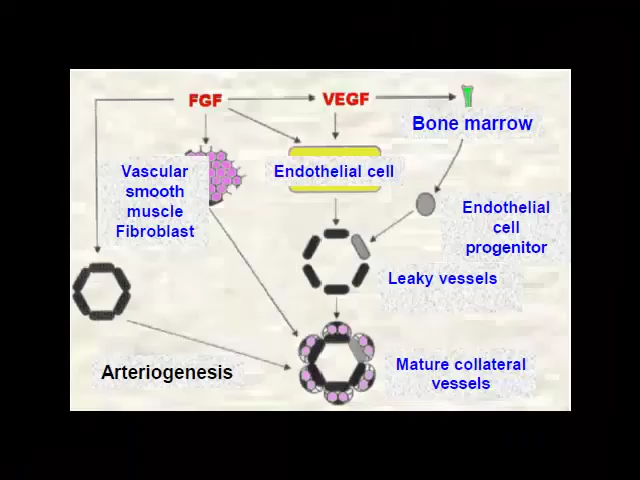 FGF
VEGF
Bone marrow
Vascular
smooth
muscle
Fibroblast
Endothelial cell
Endothelial
cell
progenitor
Leaky vessels
Arteriogenesis
Mature collateral
vessels